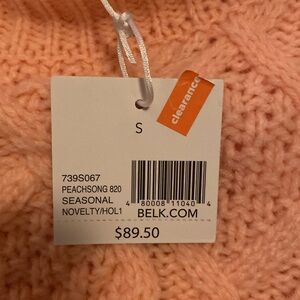 clearance
S
739S067
PEACHSONG 820
SEASONAL
NOVELTY/HOL1
4 80008 11040 4
BELK.COM
$89.50